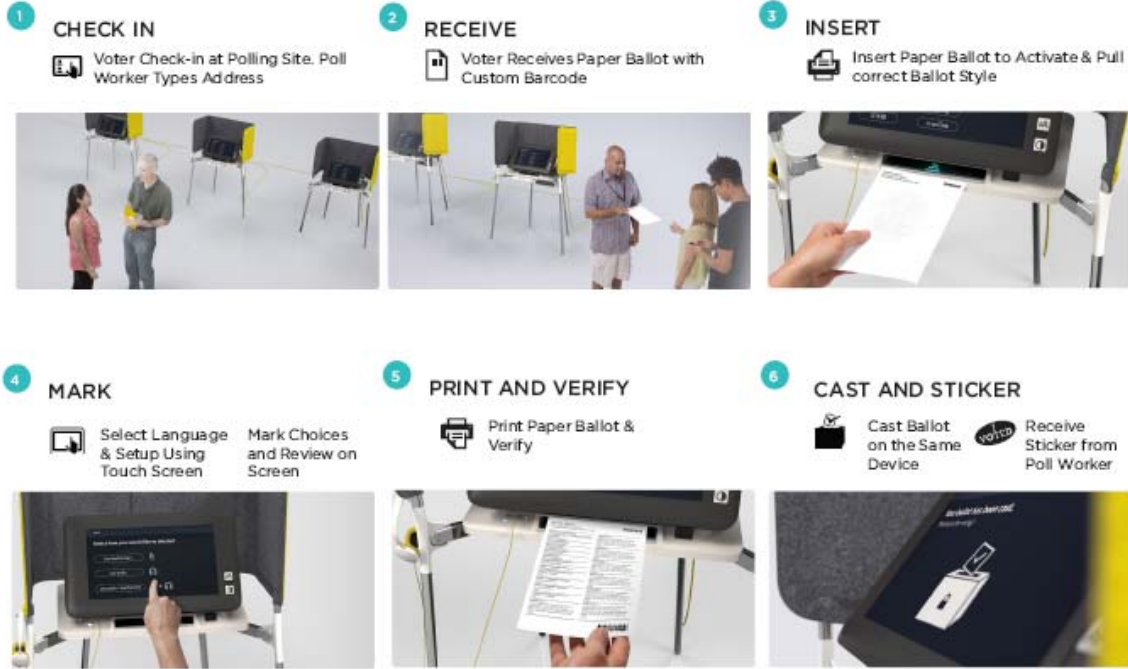 1
CHECK IN
Voter Check-in at Polling Site. Poll
Worker Types Address
2
RECEIVE
Voter Receives Paper Ballot with
Custom Barcode
3
INSERT
Insert Paper Ballot to Activate & Pull
correct Ballot Style
4
MARK
Select Language
& Setup Using
Touch Screen
Mark Choices
and Review on
Screen
5
PRINT AND VERIFY
Print Paper Ballot &
Verify
6
CAST AND STICKER
Cast Ballot
on the Same
Device
VOTED
Receive
Sticker from
Poll Worker